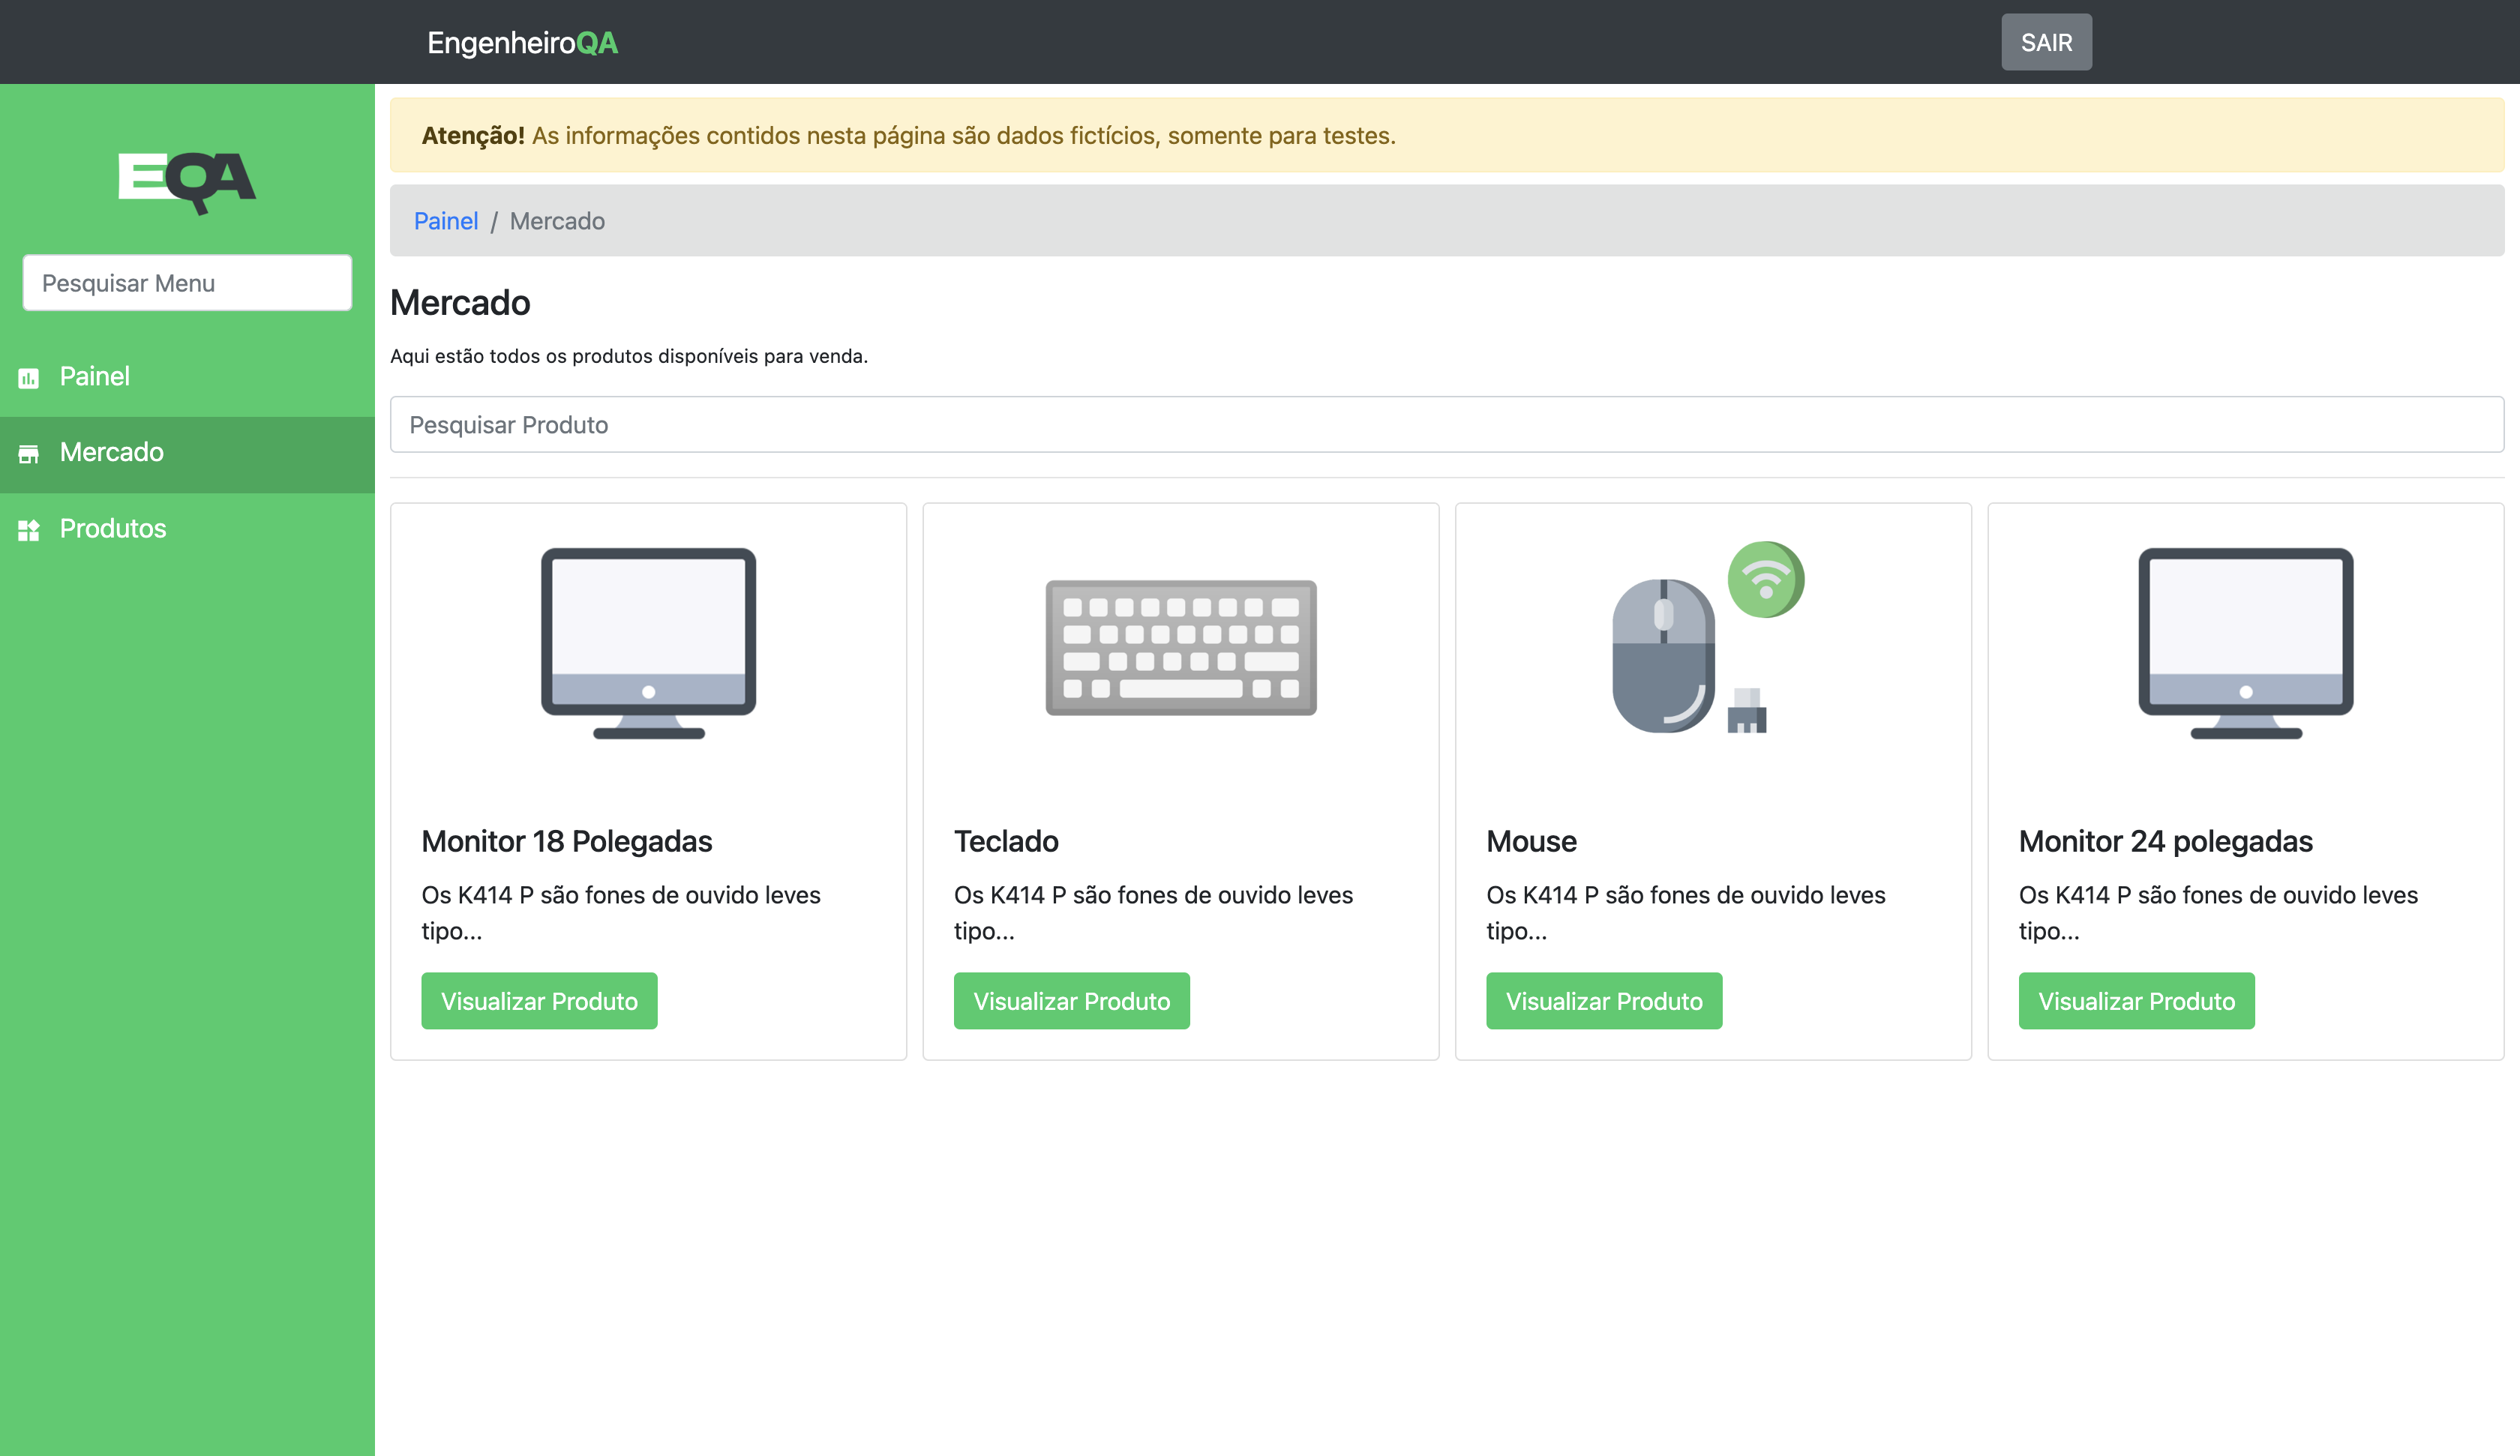 EngenheiroQA
SAIR
EQA
Pesquisar Menu
Painel
Mercado
Produtos
Atenção! As informações contidos nesta página são dados fictícios, somente para testes.
Painel / Mercado
Mercado
Aqui estão todos os produtos disponíveis para venda.
Pesquisar Produto
Monitor 18 Polegadas
Os K414 P são fones de ouvido leves
tipo...
Visualizar Produto
Teclado
Os K414 P são fones de ouvido leves
tipo...
Visualizar Produto
Mouse
Os K414 P são fones de ouvido leves
tipo...
Visualizar Produto
Monitor 24 polegadas
Os K414 P são fones de ouvido leves
tipo...
Visualizar Produto